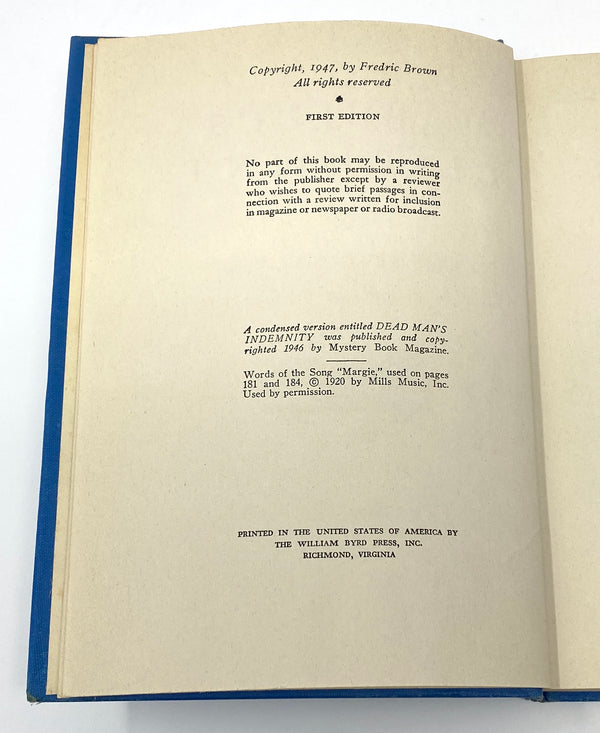 Copyright, 1947, by Fredric Brown
All rights reserved
FIRST EDITION
No part of this book may be reproduced
in any form without permission in writing
from the publisher except by a reviewer
who wishes to quote brief passages in con-
nection with a review written for inclusion
in magazine or newspaper or radio broadcast.
A condensed version entitled DEAD MAN'S
INDEMNITY was published and copy-
righted 1946 by Mystery Book Magazine.
Words of the Song "Margie," used on pages
181 and 184, © 1920 by Mills Music, Inc.
Used by permission.
PRINTED IN THE UNITED STATES OF AMERICA BY
THE WILLIAM BYRD PRESS, INC.
RICHMOND, VIRGINIA